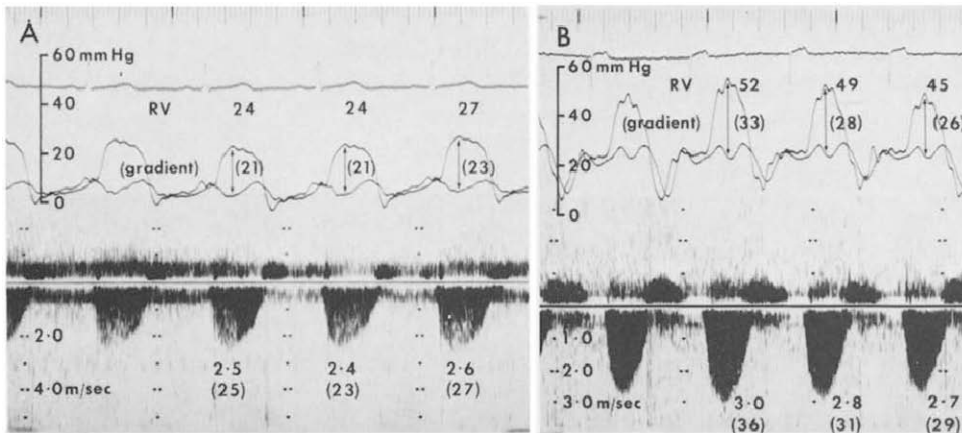 A
60 mm Hg
40
RV 24 24 27
20
(gradient) (21) (21) (23)
0
2·0
2·5 2·4 2·6
4·0 m/sec (25) (23) (27)
B
60 mm Hg
RV 52 49 45
40
(gradient) (33) (28) (26)
20
0
1·0
2·0
3·0 m/sec 3·0 2·8 2·7
(36) (31) (29)